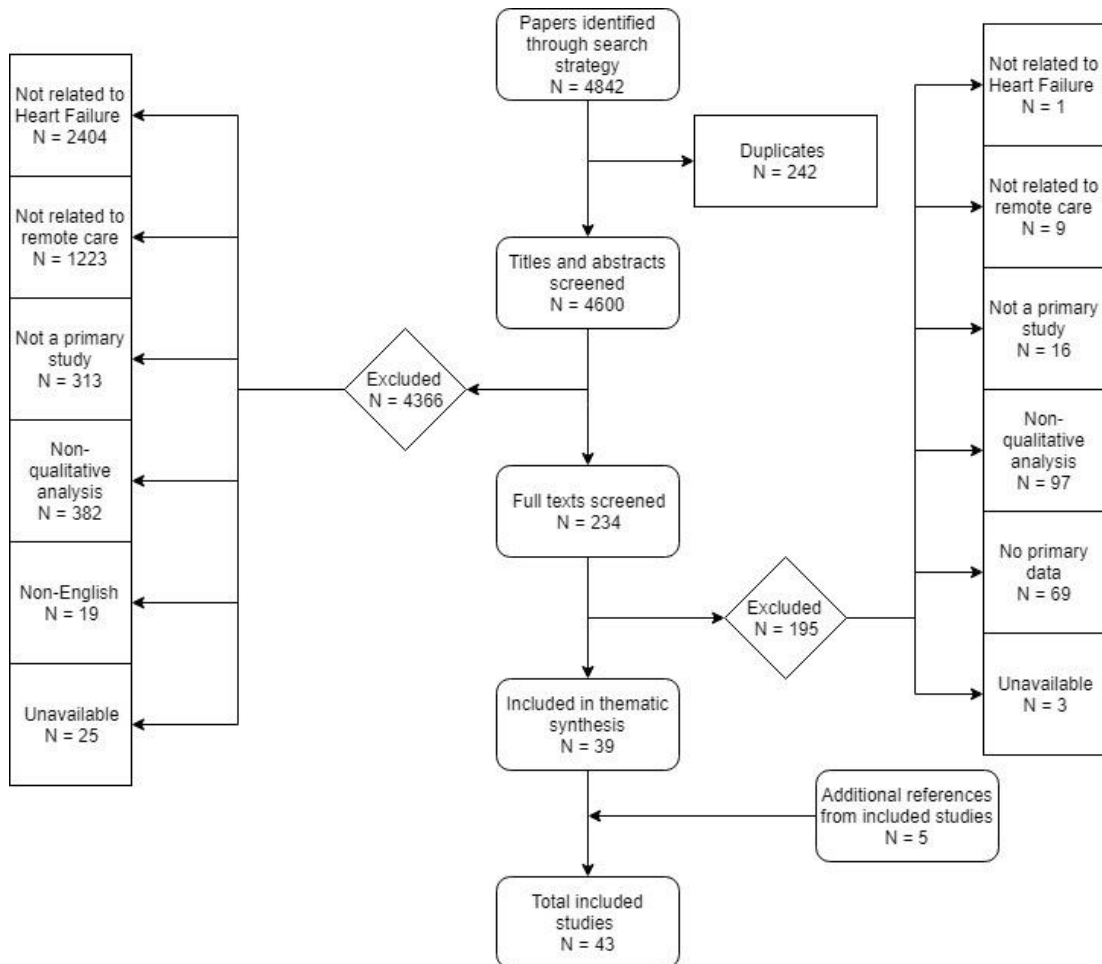 Papers identified
through search
strategy
N = 4842
Duplicates
N = 242
Titles and abstracts
screened
N = 4600
Excluded
N = 4366
Not related to
Heart Failure
N = 2404
Not related to
remote care
N = 1223
Not a primary
study
N = 313
Non-
qualitative
analysis
N = 382
Non-English
N = 19
Unavailable
N = 25
Full texts screened
N = 234
Excluded
N = 195
Not related to
Heart Failure
N = 1
Not related to
remote care
N = 9
Not a primary
study
N = 16
Non-
qualitative
analysis
N = 97
No primary
data
N = 69
Unavailable
N = 3
Included in thematic
synthesis
N = 39
Additional references
from included studies
N = 5
Total included
studies
N = 43